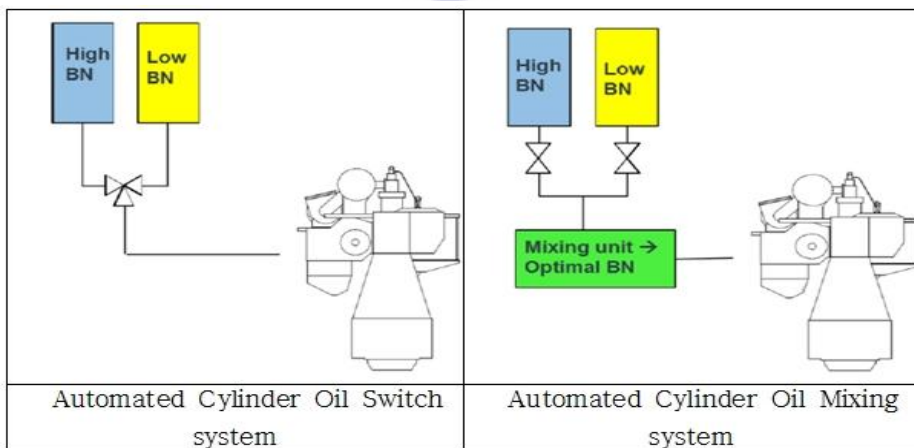 High
BN
Low
BN
High
BN
Low
BN
Mixing unit →
Optimal BN
Automated Cylinder Oil Switch
system
Automated Cylinder Oil Mixing
system